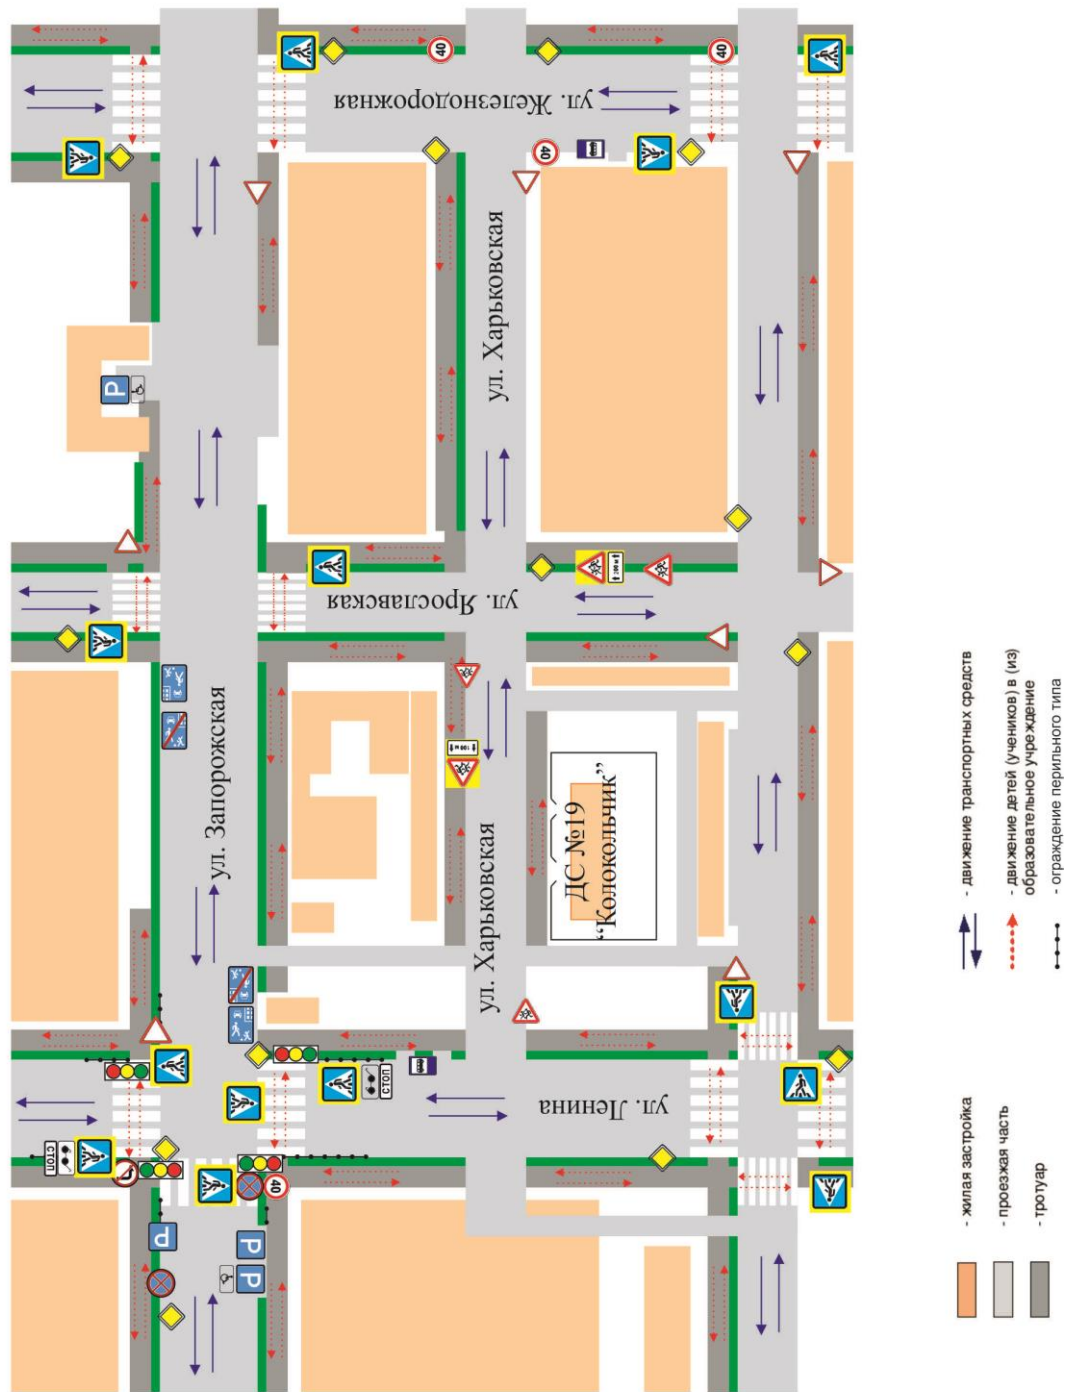 ул. Железнодорожная
40
40
40
ул. Харьковская
P
ул. Ярославская
ул. Запорожская
100 м
ДС №19
“Колокольчик”
ул. Харьковская
СТОП
ул. Ленина
СТОП
40
P
P
P
- жилая застройка
- проезжая часть
- тротуар
- движение транспортных средств
- движение детей (учеников) в (из)
образовательное учреждение
- ограждение перильного типа